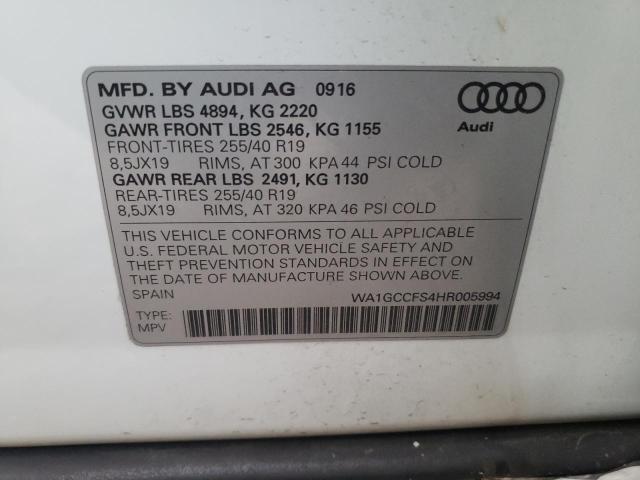 MFD. BY AUDI AG 0916
GVWR LBS 4894, KG 2220
GAWR FRONT LBS 2546, KG 1155
FRONT-TIRES 255/40 R19
8,5JX19 RIMS, AT 300 KPA 44 PSI COLD
GAWR REAR LBS 2491, KG 1130
REAR-TIRES 255/40 R19
8,5JX19 RIMS, AT 320 KPA 46 PSI COLD
Audi
THIS VEHICLE CONFORMS TO ALL APPLICABLE
U.S. FEDERAL MOTOR VEHICLE SAFETY AND
THEFT PREVENTION STANDARDS IN EFFECT ON
THE DATE OF MANUFACTURE SHOWN ABOVE.
SPAIN WA1GCCFS4HR005994
TYPE:
MPV